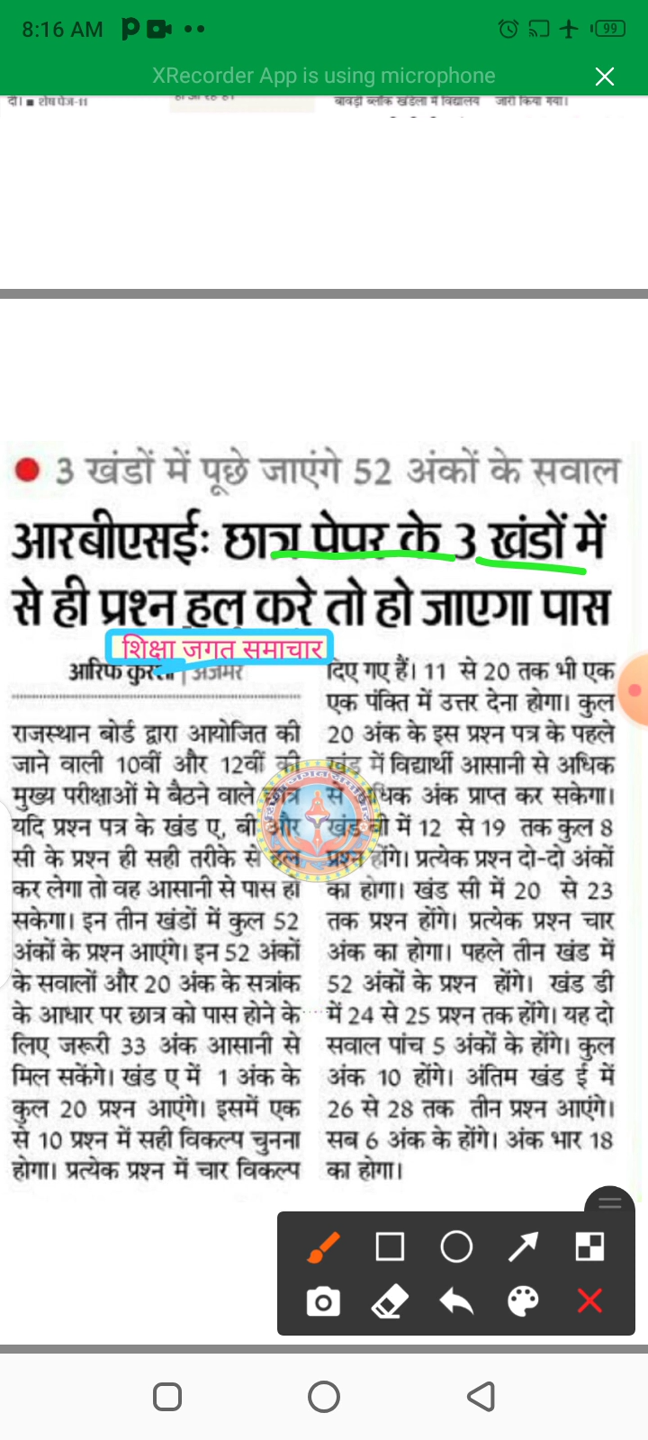 8:16 AM
99
XRecorder App is using microphone
दी। ■ शेष पेज-11
बावड़ी ब्लॉक खंडेला में विद्यालय
जारी किया गया।
3 खंडों में पूछे जाएंगे 52 अंकों के सवाल
आरबीएसईः छात्र पेपर के 3 खंडों में
से ही प्रश्न हल करे तो हो जाएगा पास
शिक्षा जगत समाचार
आरिफ कुरैशी | अजमेर
राजस्थान बोर्ड द्वारा आयोजित की
जाने वाली 10वीं और 12वीं की
मुख्य परीक्षाओं मे बैठने वाले छात्र
यदि प्रश्न पत्र के खंड ए, बी और
सी के प्रश्न ही सही तरीके से हल
कर लेगा तो वह आसानी से पास हो
सकेगा। इन तीन खंडों में कुल 52
अंकों के प्रश्न आएंगे। इन 52 अंकों
के सवालों और 20 अंक के सत्रांक
के आधार पर छात्र को पास होने के
लिए जरूरी 33 अंक आसानी से
मिल सकेंगे। खंड ए में 1 अंक के
कुल 20 प्रश्न आएंगे। इसमें एक
से 10 प्रश्न में सही विकल्प चुनना
होगा। प्रत्येक प्रश्न में चार विकल्प
दिए गए हैं। 11 से 20 तक भी एक
एक पंक्ति में उत्तर देना होगा। कुल
20 अंक के इस प्रश्न पत्र के पहले
खंड में विद्यार्थी आसानी से अधिक
से अधिक अंक प्राप्त कर सकेगा।
खंड बी में 12 से 19 तक कुल 8
प्रश्न होंगे। प्रत्येक प्रश्न दो-दो अंकों
का होगा। खंड सी में 20 से 23
तक प्रश्न होंगे। प्रत्येक प्रश्न चार
अंक का होगा। पहले तीन खंड में
52 अंकों के प्रश्न होंगे। खंड डी
में 24 से 25 प्रश्न तक होंगे। यह दो
सवाल पांच 5 अंकों के होंगे। कुल
अंक 10 होंगे। अंतिम खंड ई में
26 से 28 तक तीन प्रश्न आएंगे।
सब 6 अंक के होंगे। अंक भार 18
का होगा।